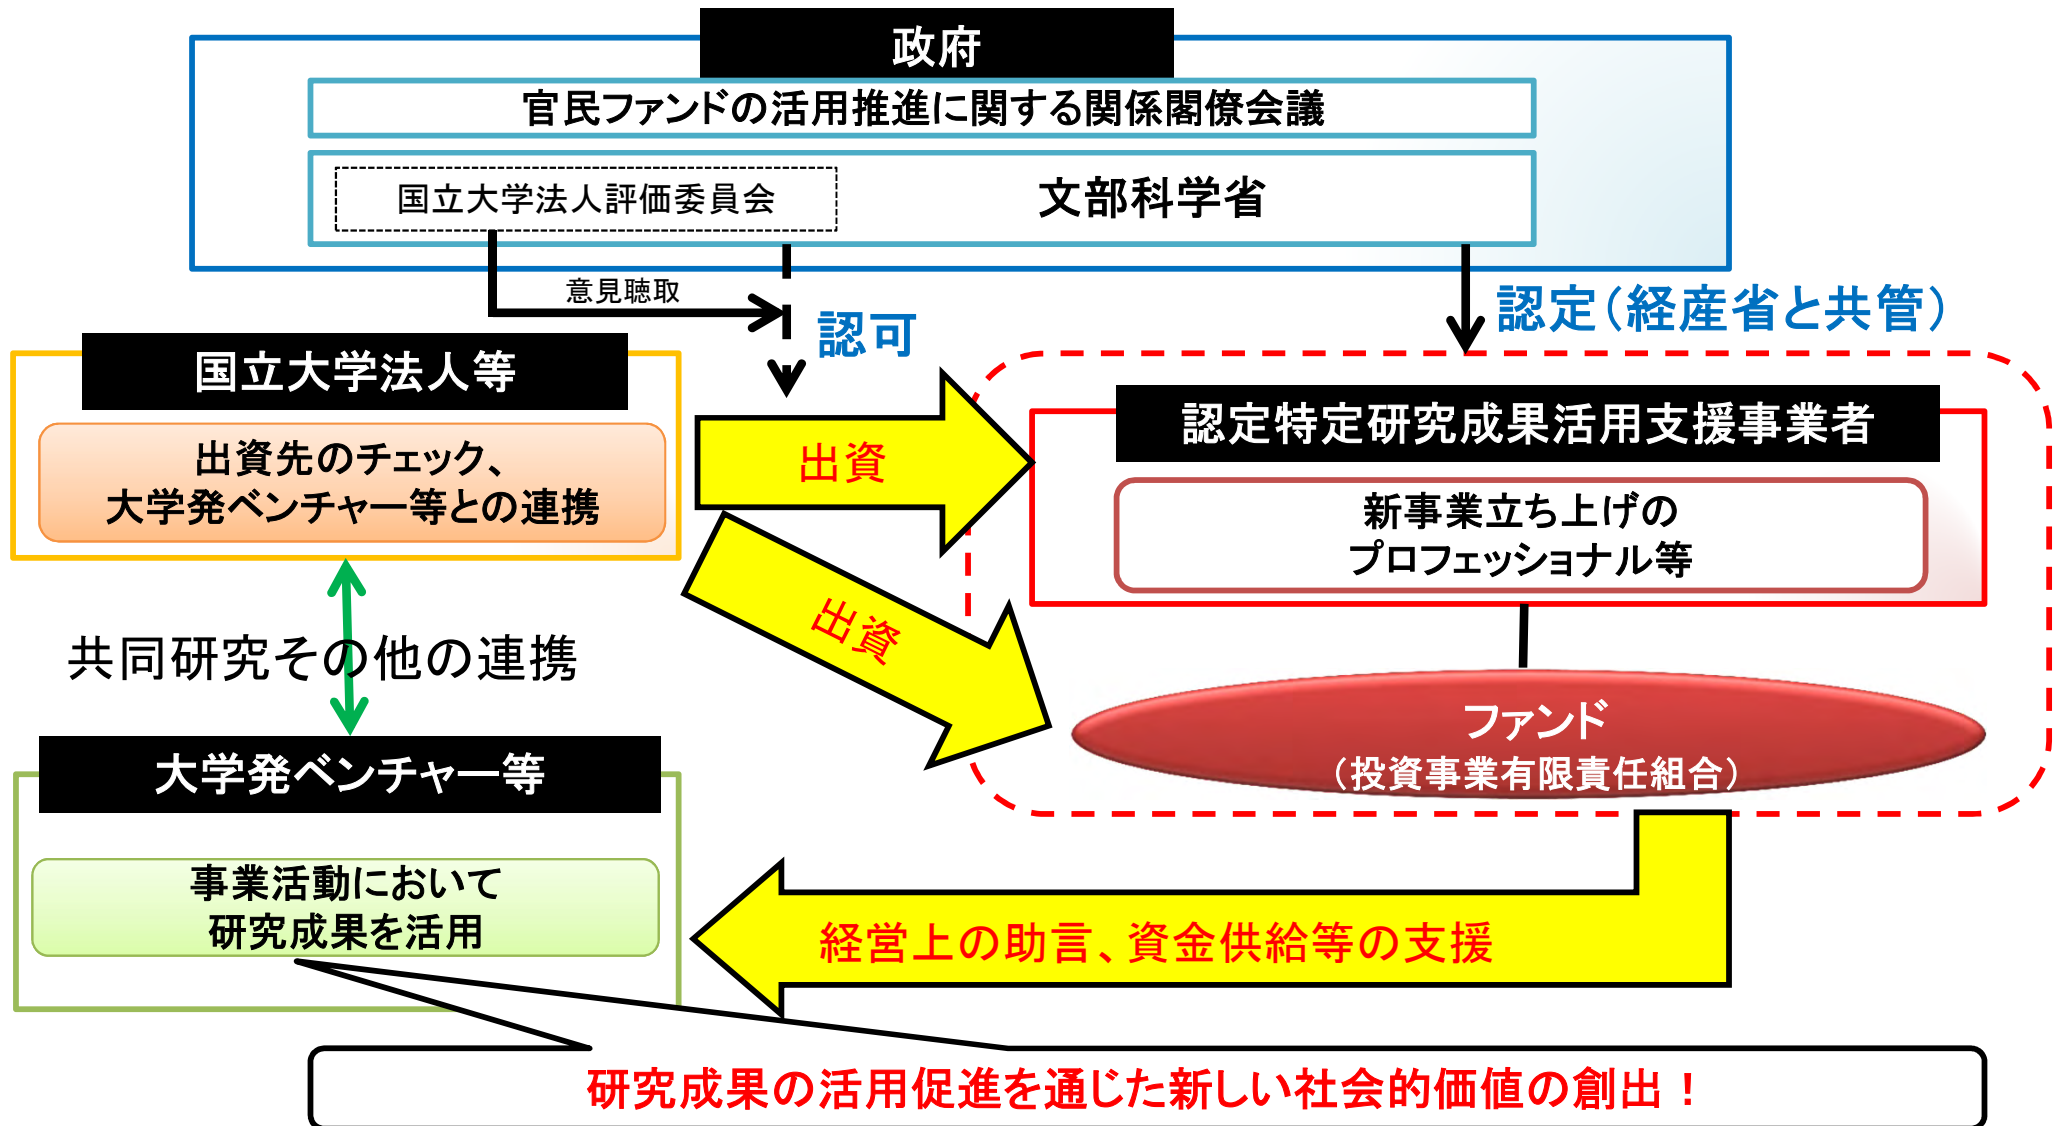 政府
官民ファンドの活用推進に関する関係閣僚会議
国立大学法人評価委員会
文部科学省
意見聴取
認可
認定（経産省と共管）
国立大学法人等
出資先のチェック、
大学発ベンチャー等との連携
出資
認定特定研究成果活用支援事業者
新事業立ち上げの
プロフェッショナル等
出資
共同研究その他の連携
ファンド
（投資事業有限責任組合）
大学発ベンチャー等
事業活動において
研究成果を活用
経営上の助言、資金供給等の支援
研究成果の活用促進を通じた新しい社会的価値の創出！